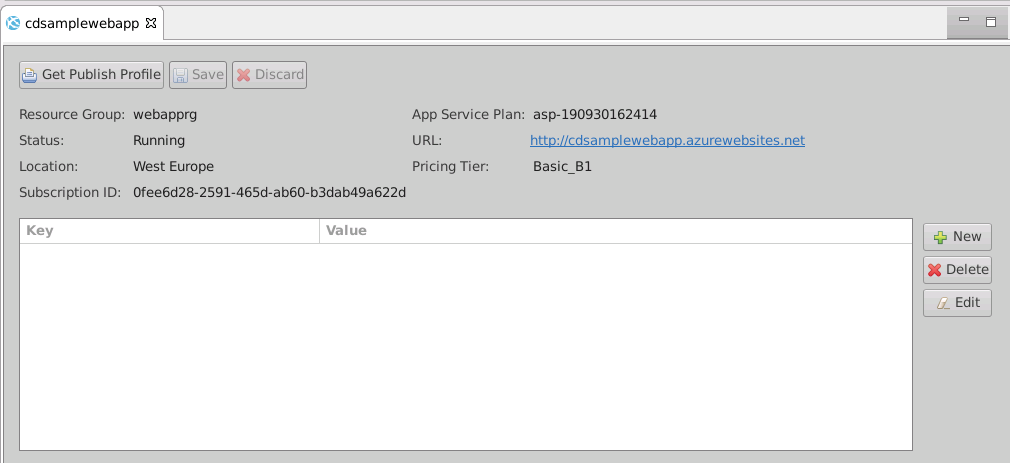 cdsamplewebapp
Get Publish Profile Save Discard
Resource Group: webapprg App Service Plan: asp-190930162414
Status: Running URL: http://cdsamplewebapp.azurewebsites.net
Location: West Europe Pricing Tier: Basic_B1
Subscription ID: 0fee6d28-2591-465d-ab60-b3dab49a622d
Key Value
New
Delete
Edit